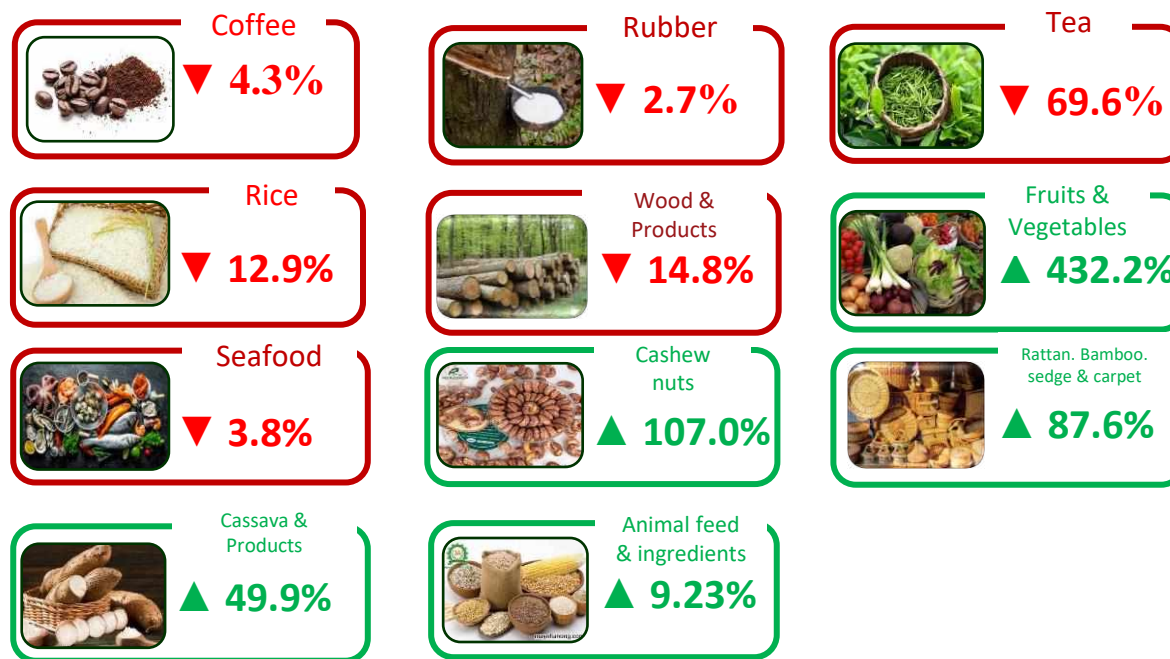 Coffee
▼ 4.3%
Rubber
▼ 2.7%
Tea
▼ 69.6%
Rice
▼ 12.9%
Wood &
Products
▼ 14.8%
Fruits &
Vegetables
▲ 432.2%
Seafood
▼ 3.8%
Cashew
nuts
▲ 107.0%
Rattan. Bamboo.
sedge & carpet
▲ 87.6%
Cassava &
Products
▲ 49.9%
Animal feed
& ingredients
▲ 9.23%